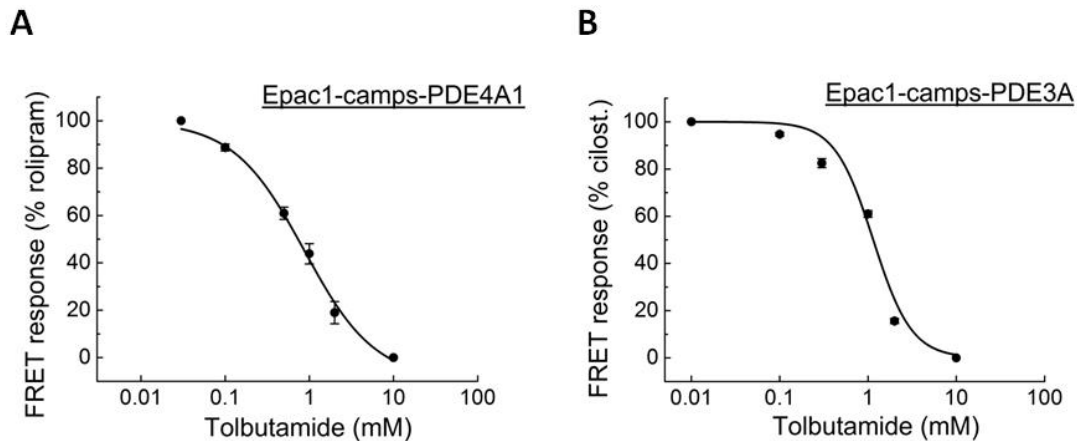 A
Epac1-camps-PDE4A1
FRET response (% rolipram)
100
80
60
40
20
0
0.01 0.1 1 10 100
Tolbutamide (mM)
B
Epac1-camps-PDE3A
FRET response (% cilost.)
100
80
60
40
20
0
0.01 0.1 1 10 100
Tolbutamide (mM)